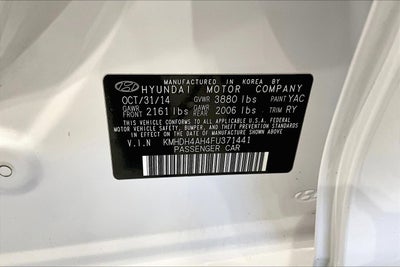 MANUFACTURED IN KOREA BY
HYUNDAI MOTOR COMPANY
OCT/31/14 GVWR 3880 lbs PAINT YAC
GAWR FRONT 2161 lbs GAWR REAR 2006 lbs TRIM RY
THIS VEHICLE CONFORMS TO ALL APPLICABLE U.S.A. FEDERAL
MOTOR VEHICLE SAFETY, BUMPER, AND THEFT PREVENTION
STANDARDS IN EFFECT ON THE DATE OF MANUFACTURE SHOWN ABOVE.
V.I.N KMHDH4AH4FU371441
PASSENGER CAR